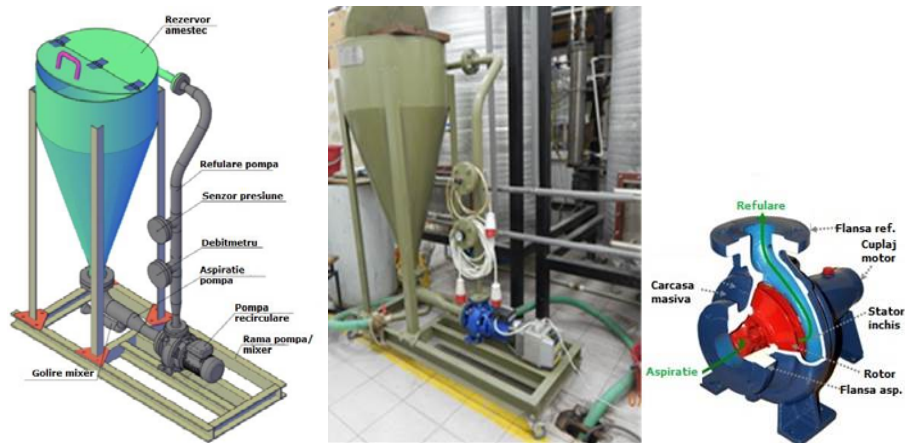 Rezervor
amestec
Refulare pompa
Senzor presiune
Debitmetru
Aspiratie
pompa
Pompa
recirculare
Rama pompa/
mixer
Golire mixer
Refulare
Flansa ref.
Cuplaj
motor
Carcasa
masiva
Stator
inchis
Aspiratie
Rotor
Flansa asp.